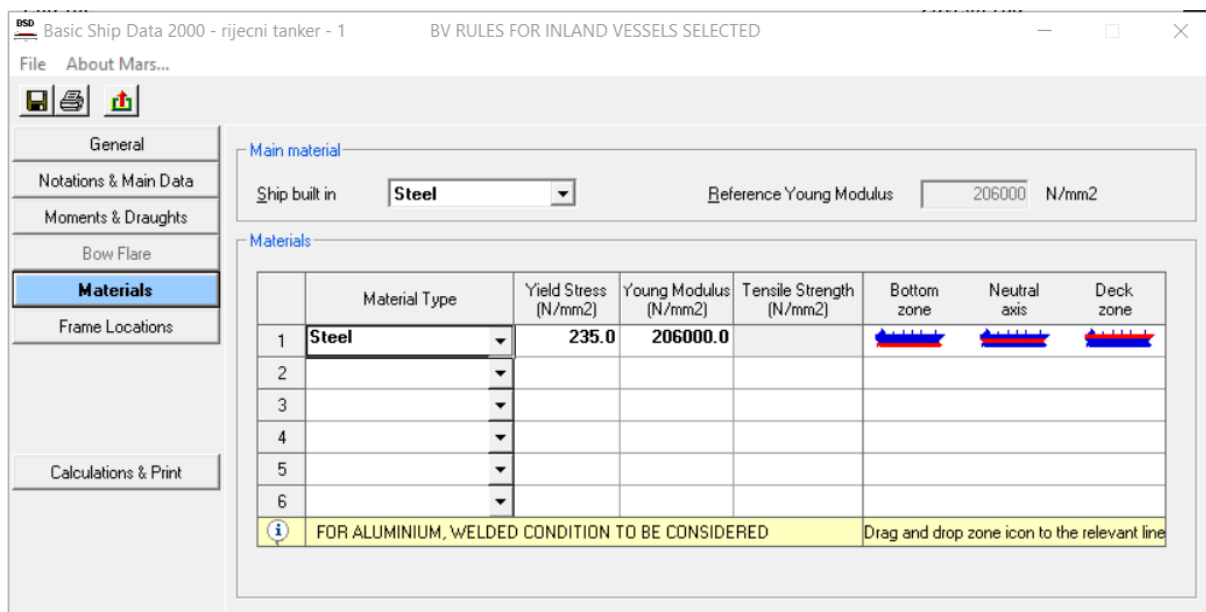 BSD Basic Ship Data 2000 - rijecni tanker - 1 BV RULES FOR INLAND VESSELS SELECTED
File About Mars...
General
Notations & Main Data
Moments & Draughts
Bow Flare
Materials
Frame Locations
Calculations & Print
Main material
Ship built in Steel Reference Young Modulus 206000 N/mm2
Materials
Material Type Yield Stress (N/mm2) Young Modulus (N/mm2) Tensile Strength (N/mm2) Bottom zone Neutral axis Deck zone
1 Steel 235.0 206000.0
2
3
4
5
6
FOR ALUMINIUM, WELDED CONDITION TO BE CONSIDERED Drag and drop zone icon to the relevant line